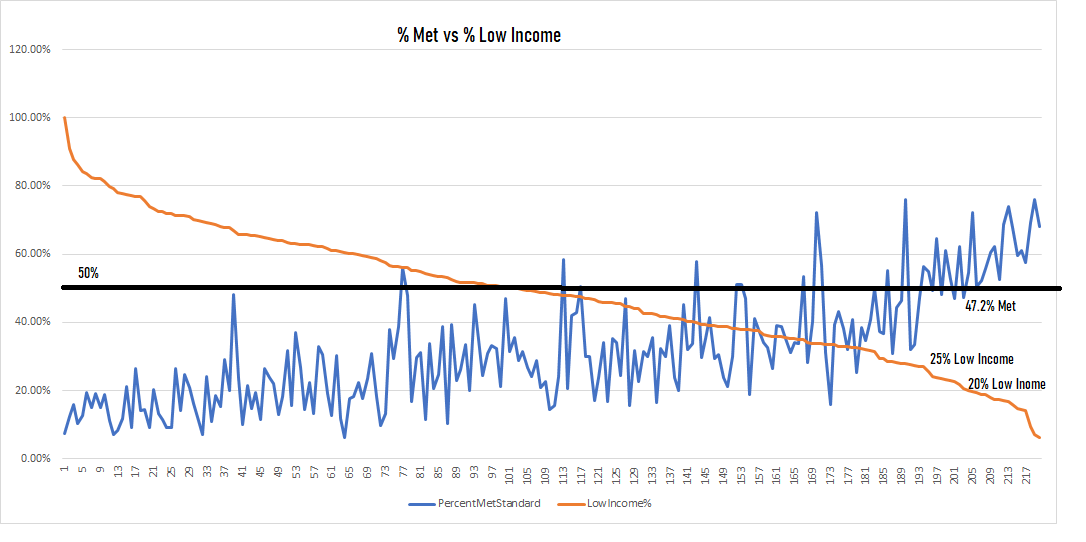 % Met vs % Low Income
120.00%
100.00%
80.00%
60.00%
50%
47.2% Met
40.00%
25% Low Income
20% Low Inome
20.00%
0.00%
1 5 9 13 17 21 25 29 33 37 41 45 49 53 57 61 65 69 73 77 81 85 89 93 97 101 105 109 113 117 121 125 129 133 137 141 145 149 153 157 161 165 169 173 177 181 185 189 193 197 201 205 209 213 217
PercentMetStandard LowIncome%